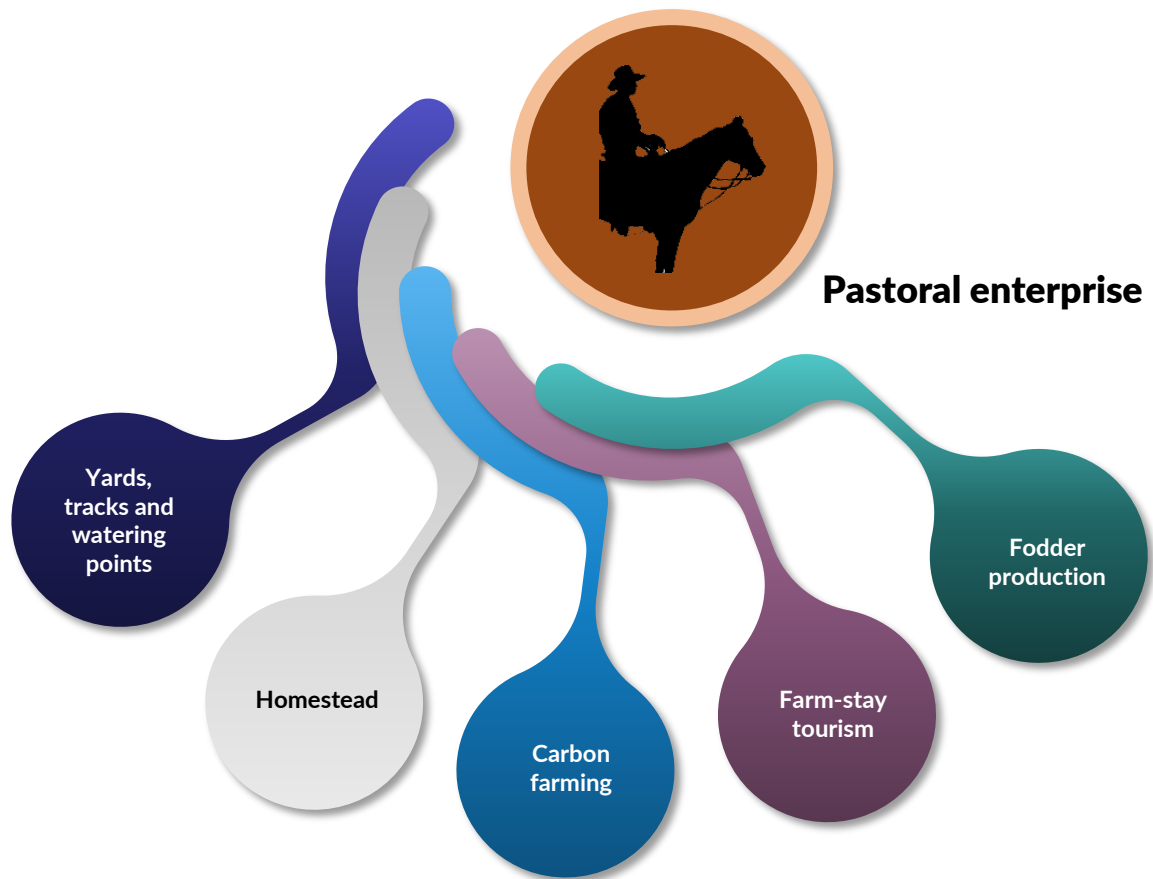 Pastoral enterprise
Yards,
tracks and
watering
points
Homestead
Carbon
farming
Farm-stay
tourism
Fodder
production